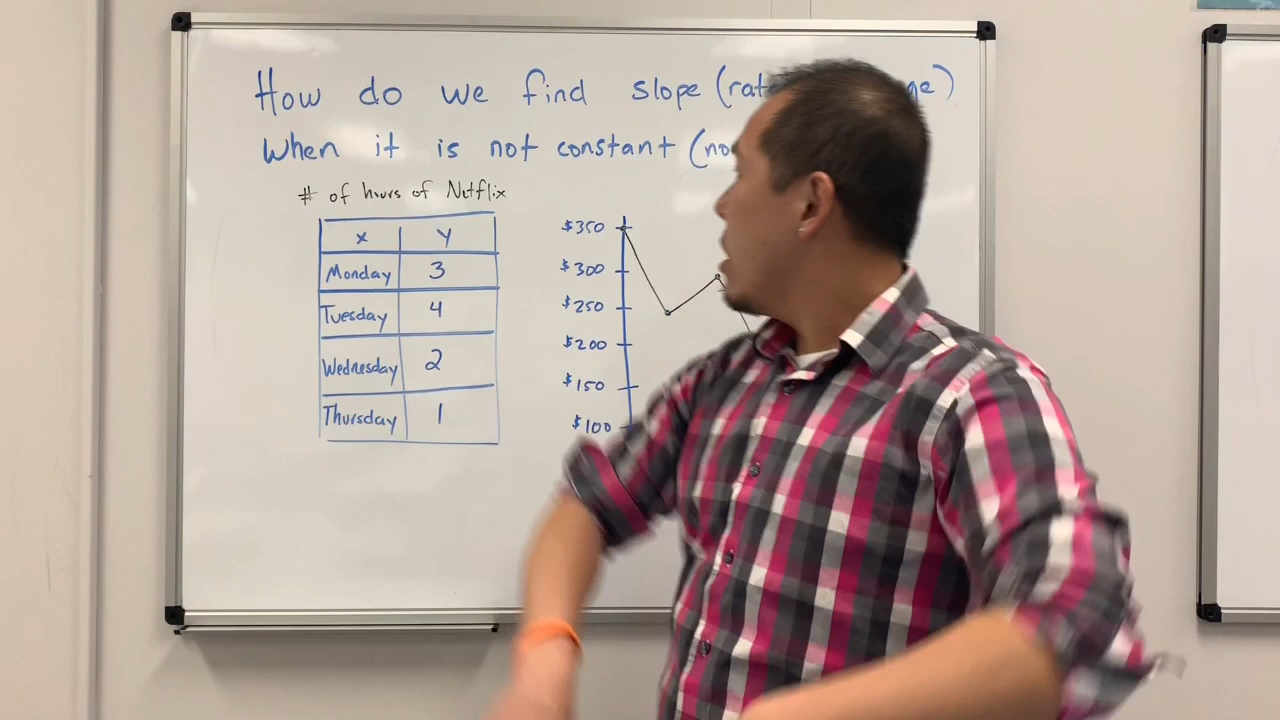 How do we find slope (rate
When it is not constant (no
# of hours of Netflix
x y
Monday 3
Tuesday 4
Wednesday 2
Thursday 1
$350
$300
$250
$200
$150
$100